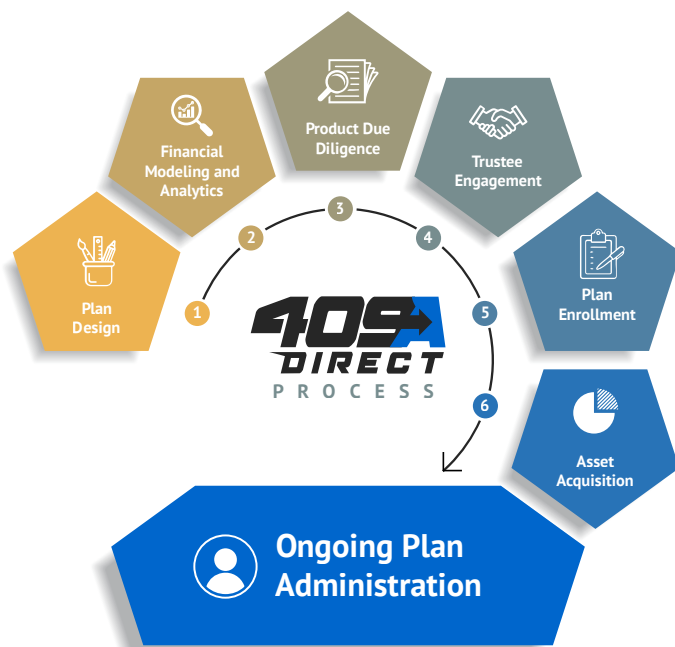 Product Due
Diligence
Financial
Modeling and
Analytics
Trustee
Engagement
Plan
Design
Plan
Enrollment
1
2
3
4
5
6
409A
DIRECT
PROCESS
Asset
Acquisition
Ongoing Plan
Administration